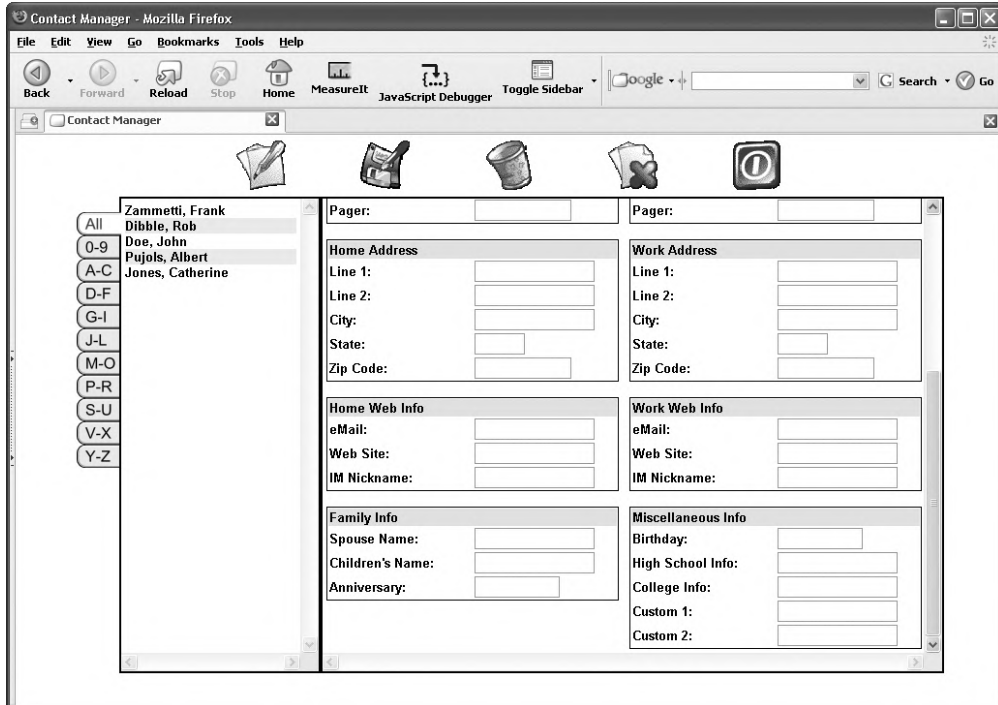 Contact Manager - Mozilla Firefox
File Edit View Go Bookmarks Tools Help
Back Forward Reload Stop Home MeasureIt JavaScript Debugger Toggle Sidebar Google G Search Go
Contact Manager
All
0-9
A-C
D-F
G-I
J-L
M-O
P-R
S-U
V-X
Y-Z
Zammetti, Frank
Dibble, Rob
Doe, John
Pujols, Albert
Jones, Catherine
Pager:
Home Address
Line 1:
Line 2:
City:
State:
Zip Code:
Home Web Info
eMail:
Web Site:
IM Nickname:
Family Info
Spouse Name:
Children's Name:
Anniversary:
Pager:
Work Address
Line 1:
Line 2:
City:
State:
Zip Code:
Work Web Info
eMail:
Web Site:
IM Nickname:
Miscellaneous Info
Birthday:
High School Info:
College Info:
Custom 1:
Custom 2: